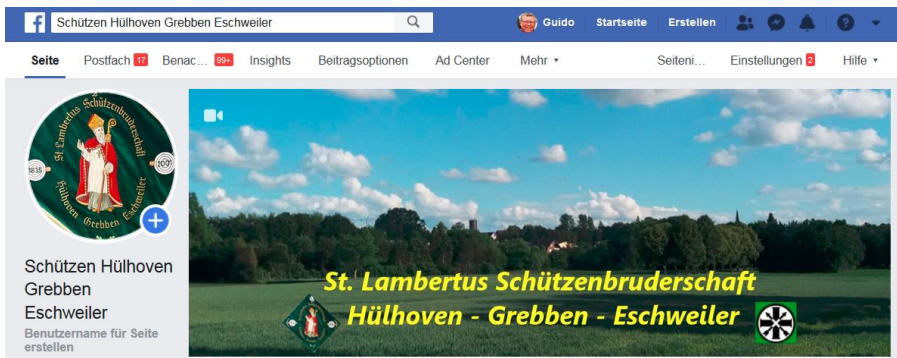 Schützen Hülhoven Grebben Eschweiler
Guido Startseite Erstellen
Seite Postfach 17 Benac... 99+ Insights Beitragsoptionen Ad Center Mehr Seiteni... Einstellungen 2 Hilfe
St. Lambertus Schützenbruderschaft
1835
Hülhoven Grebben Eschweiler
Schützen Hülhoven
Grebben
Eschweiler
Benutzername für Seite
erstellen
St. Lambertus Schützenbruderschaft
Hülhoven - Grebben - Eschweiler